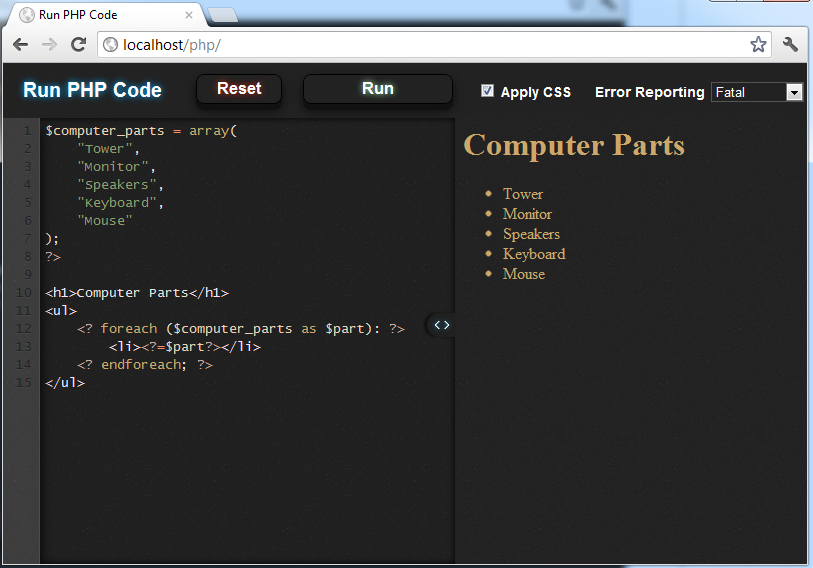 Run PHP Code
localhost/php/
Run PHP Code Reset Run Apply CSS Error Reporting Fatal
1 $computer_parts = array(
2 "Tower",
3 "Monitor",
4 "Speakers",
5 "Keyboard",
6 "Mouse"
7 );
8 ?>
9
10 <h1>Computer Parts</h1>
11 <ul>
12 <? foreach ($computer_parts as $part): ?>
13 <li><?=$part?></li>
14 <? endforeach; ?>
15 </ul>
Computer Parts
Tower
Monitor
Speakers
Keyboard
Mouse